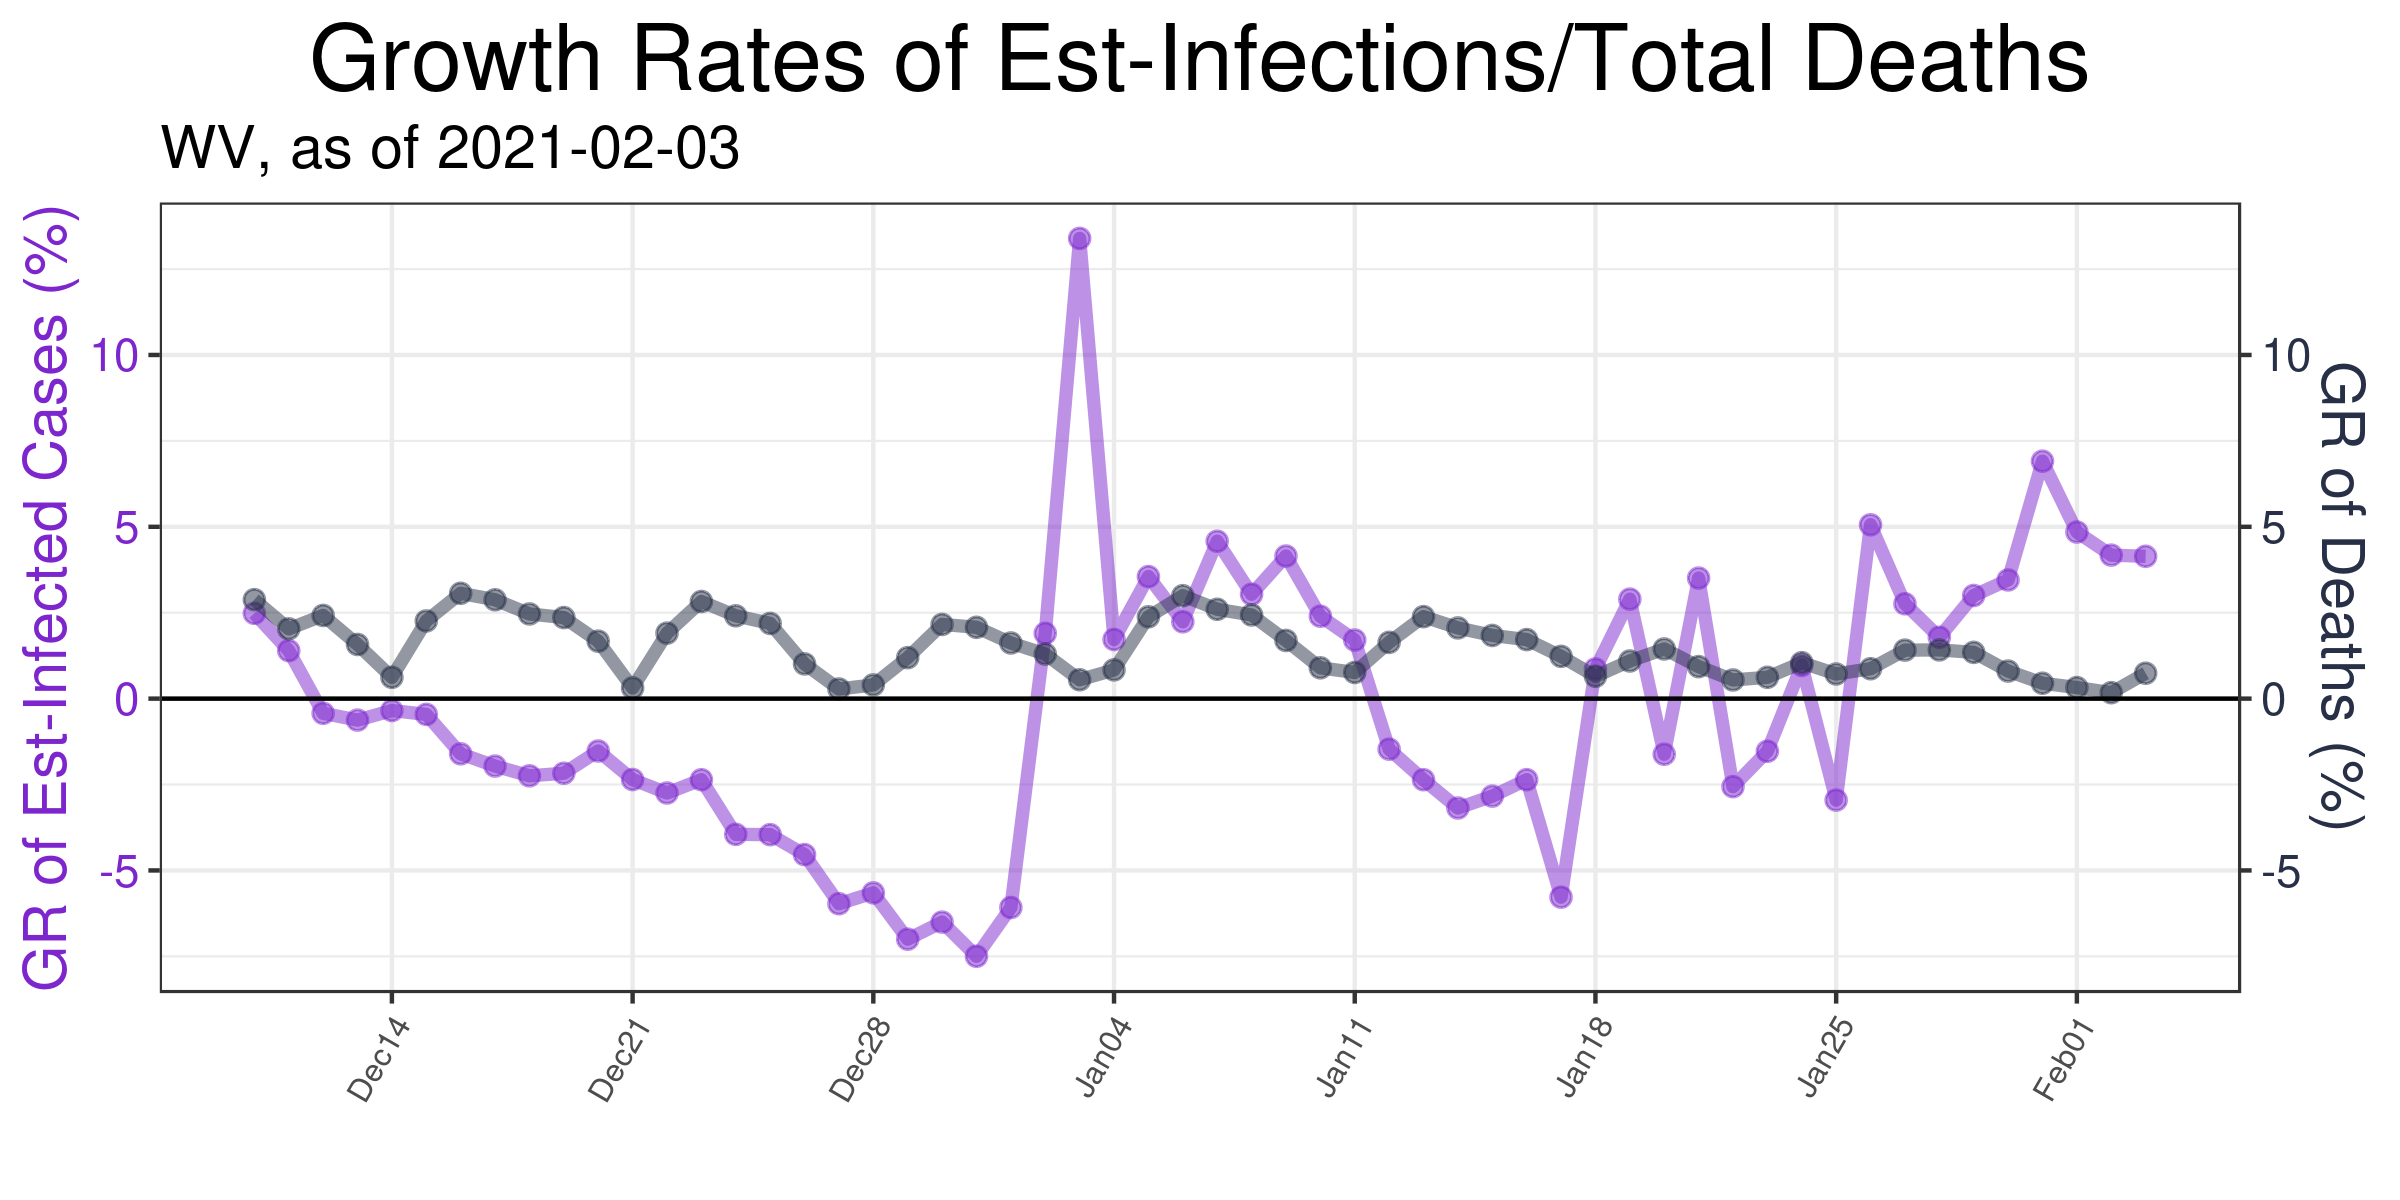 Growth Rates of Est-Infections/Total Deaths
WV, as of 2021-02-03
GR of Est-Infected Cases (%)
10
5
0
-5
10
5
0
-5
GR of Deaths (%)
Dec14
Dec21
Dec28
Jan04
Jan11
Jan18
Jan25
Feb01